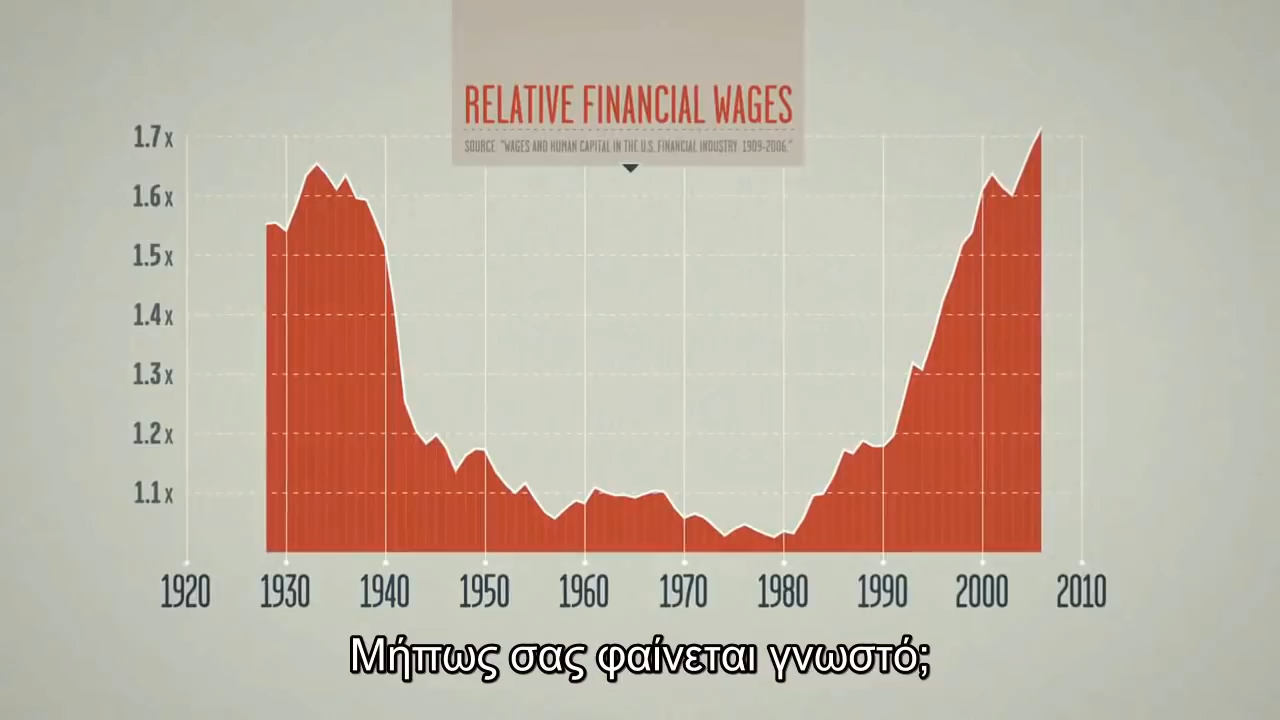 RELATIVE FINANCIAL WAGES
SOURCE: "WAGES AND HUMAN CAPITAL IN THE U.S. FINANCIAL INDUSTRY: 1909-2006."
1.7x
1.6x
1.5x
1.4x
1.3x
1.2x
1.1x
1920 1930 1940 1950 1960 1970 1980 1990 2000 2010
Μήπως σας φαίνεται γνωστό;